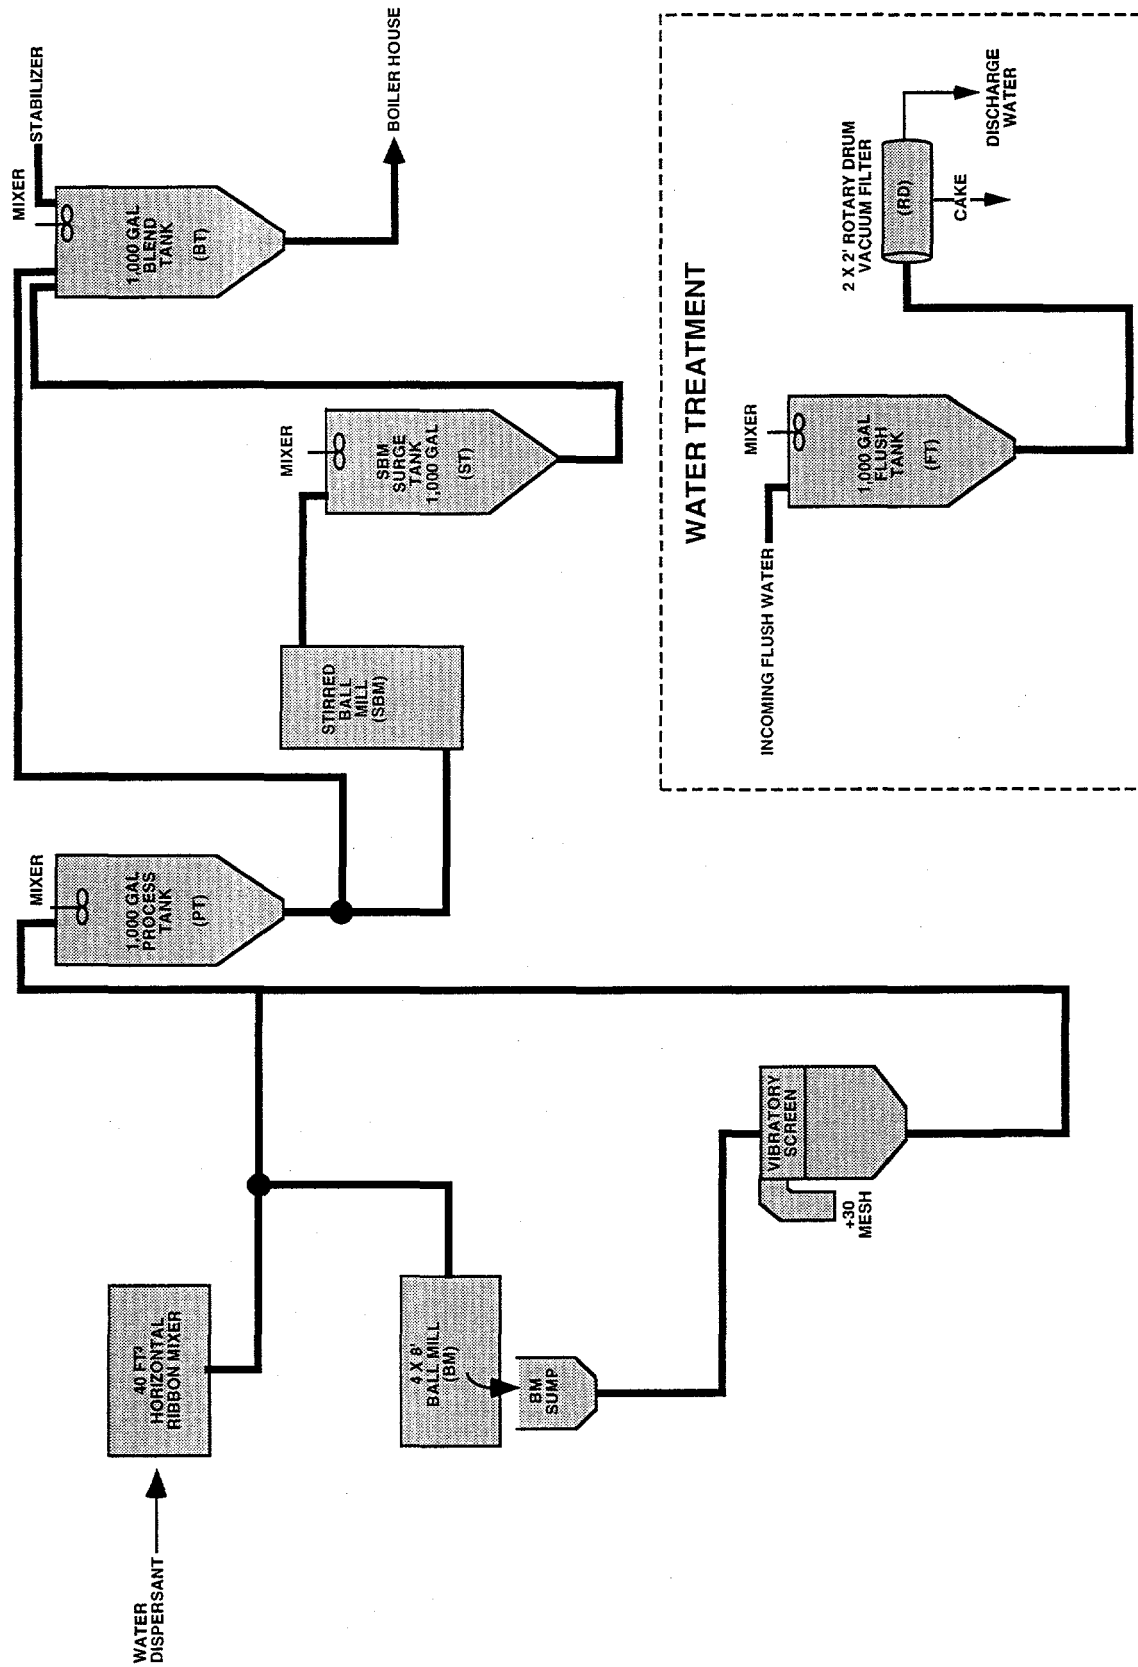 WATER
DISPERSANT
40 FT³
HORIZONTAL
RIBBON MIXER
4 X 8'
BALL MILL
(BM)
BM
SUMP
VIBRATORY
SCREEN
+30
MESH
MIXER
1,000 GAL
PROCESS
TANK
(PT)
STIRRED
BALL
MILL
(SBM)
MIXER
SBM
SURGE
TANK
1,000 GAL
(ST)
MIXER
STABILIZER
1,000 GAL
BLEND
TANK
(BT)
BOILER HOUSE
WATER TREATMENT
INCOMING FLUSH WATER
MIXER
1,000 GAL
FLUSH
TANK
(FT)
2 X 2' ROTARY DRUM
VACUUM FILTER
(RD)
CAKE
DISCHARGE
WATER